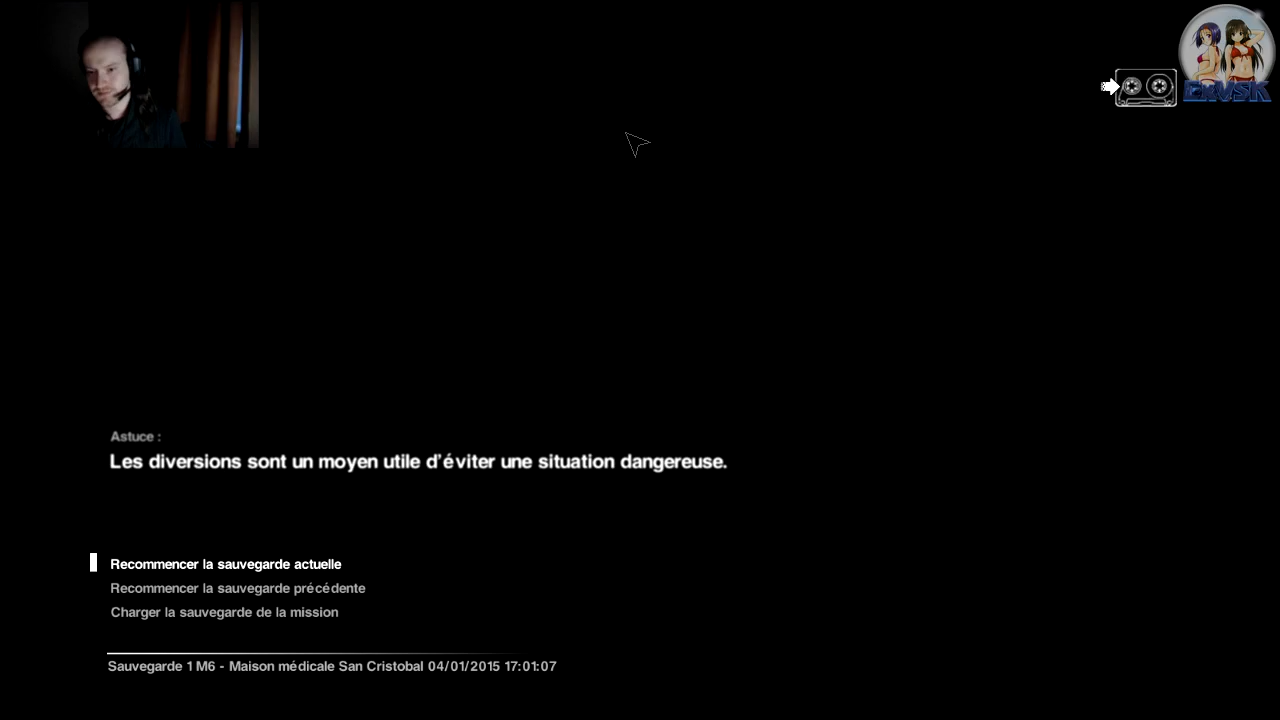 Astuce :
Les diversions sont un moyen utile d'éviter une situation dangereuse.
Recommencer la sauvegarde actuelle
Recommencer la sauvegarde précédente
Charger la sauvegarde de la mission
Sauvegarde 1 M6 - Maison médicale San Cristobal 04/01/2015 17:01:07